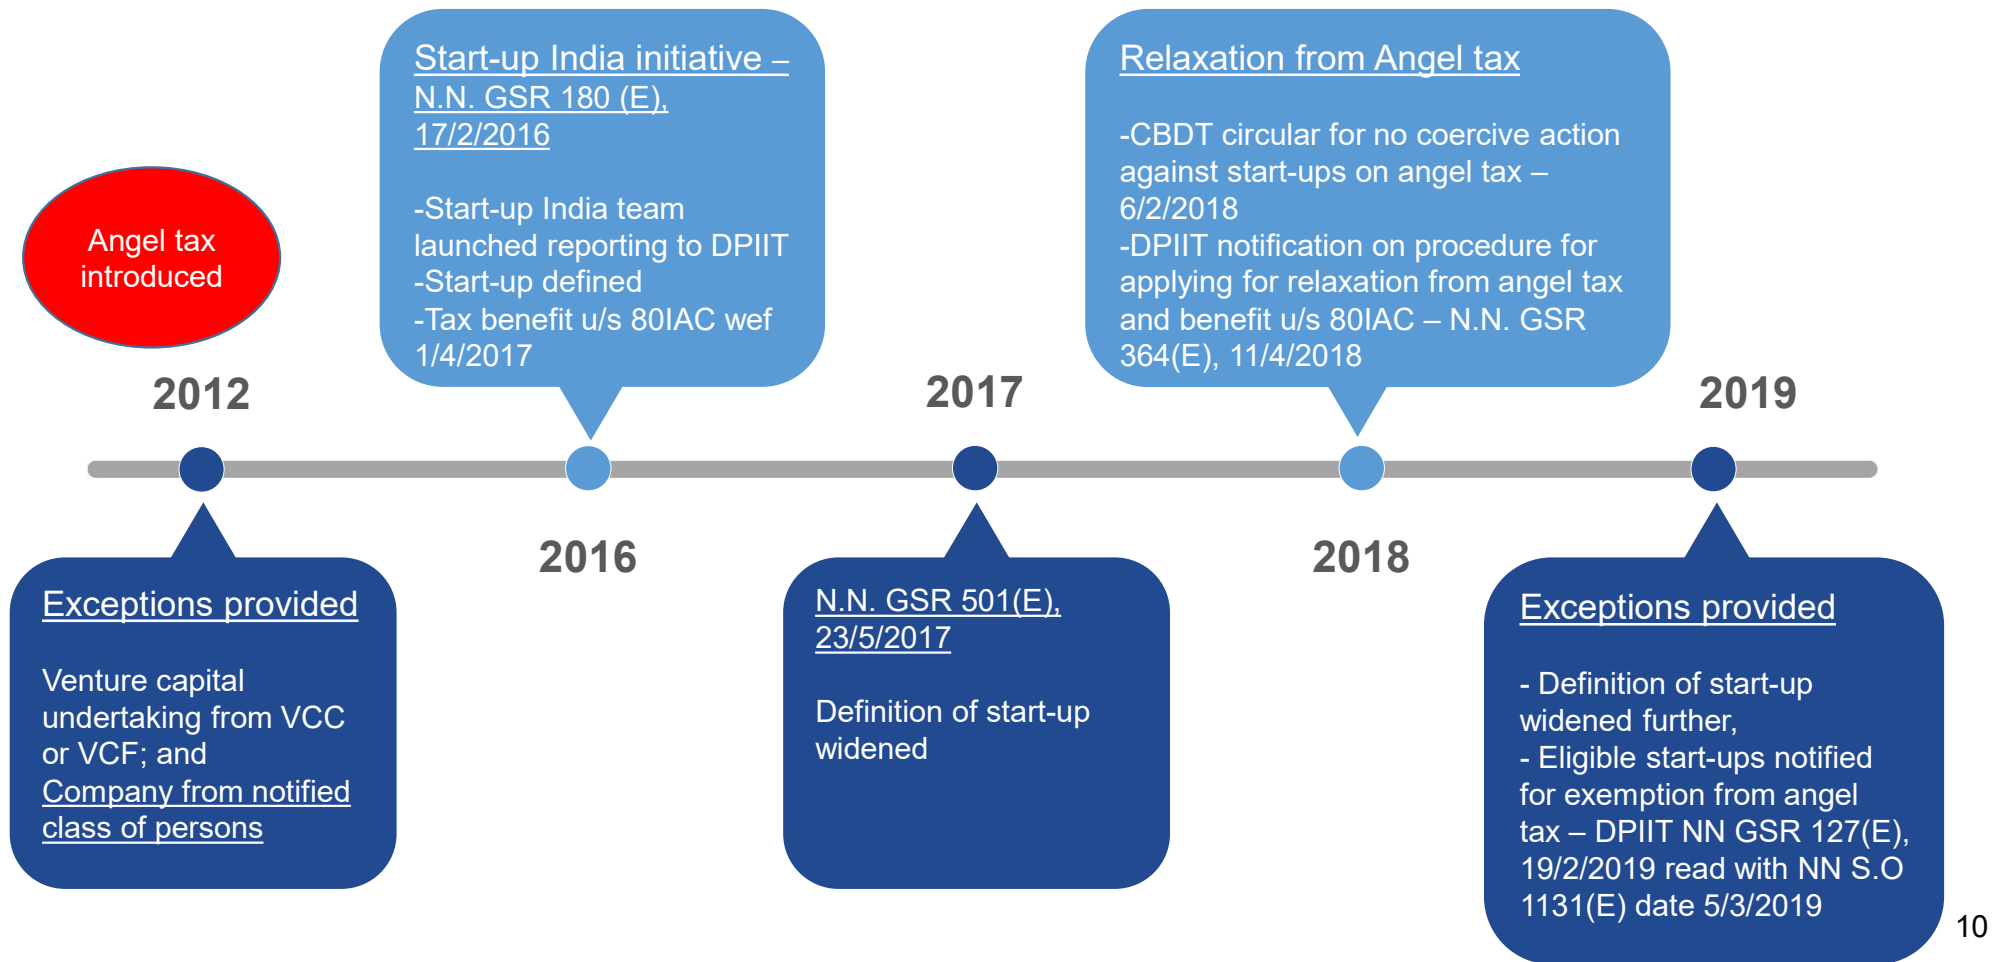 Angel tax
introduced
2012
Exceptions provided
Venture capital
undertaking from VCC
or VCF; and
Company from notified
class of persons
Start-up India initiative –
N.N. GSR 180 (E),
17/2/2016
-Start-up India team
launched reporting to DPIIT
-Start-up defined
-Tax benefit u/s 80IAC wef
1/4/2017
2016
2017
N.N. GSR 501(E),
23/5/2017
Definition of start-up
widened
Relaxation from Angel tax
-CBDT circular for no coercive action
against start-ups on angel tax –
6/2/2018
-DPIIT notification on procedure for
applying for relaxation from angel tax
and benefit u/s 80IAC – N.N. GSR
364(E), 11/4/2018
2018
2019
Exceptions provided
- Definition of start-up
widened further,
- Eligible start-ups notified
for exemption from angel
tax – DPIIT NN GSR 127(E),
19/2/2019 read with NN S.O
1131(E) date 5/3/2019
10